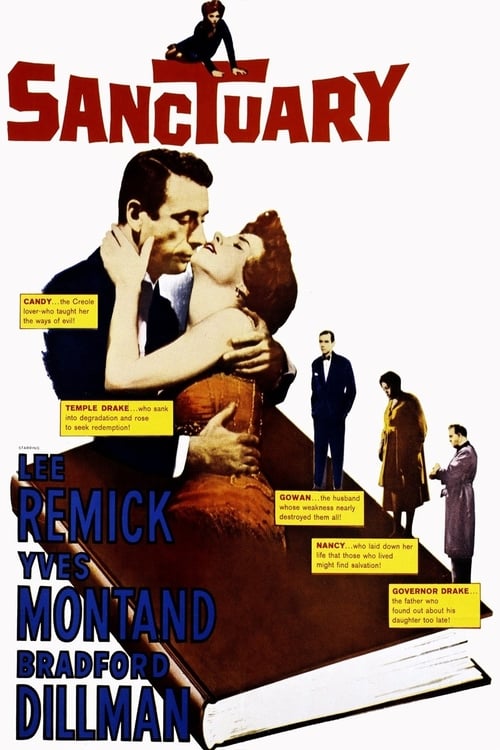 SANCTUARY
CANDY...the Creole
lover-who taught her
the ways of evil!
TEMPLE DRAKE...who sank
into degradation and rose
to seek redemption!
STARRING
LEE
REMICK
YVES
MONTAND
BRADFORD
DILLMAN
GOWAN...the husband
whose weakness nearly
destroyed them all!
NANCY...who laid down her
life that those who lived
might find salvation!
GOVERNOR DRAKE...
the father who
found out about his
daughter too late!